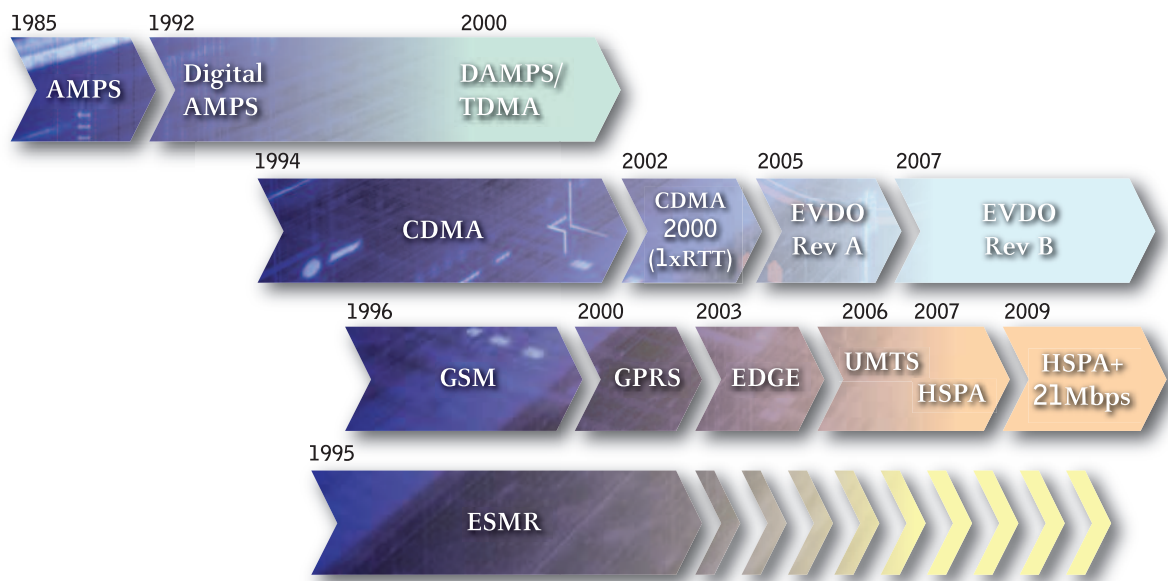 1985 1992 2000
AMPS
Digital
AMPS
DAMPS/
TDMA
1994 2002 2005 2007
CDMA
CDMA
2000
(1xRTT)
EVDO
Rev A
EVDO
Rev B
1996 2000 2003 2006 2007 2009
GSM
GPRS
EDGE
UMTS
HSPA
HSPA+
21Mbps
1995
ESMR